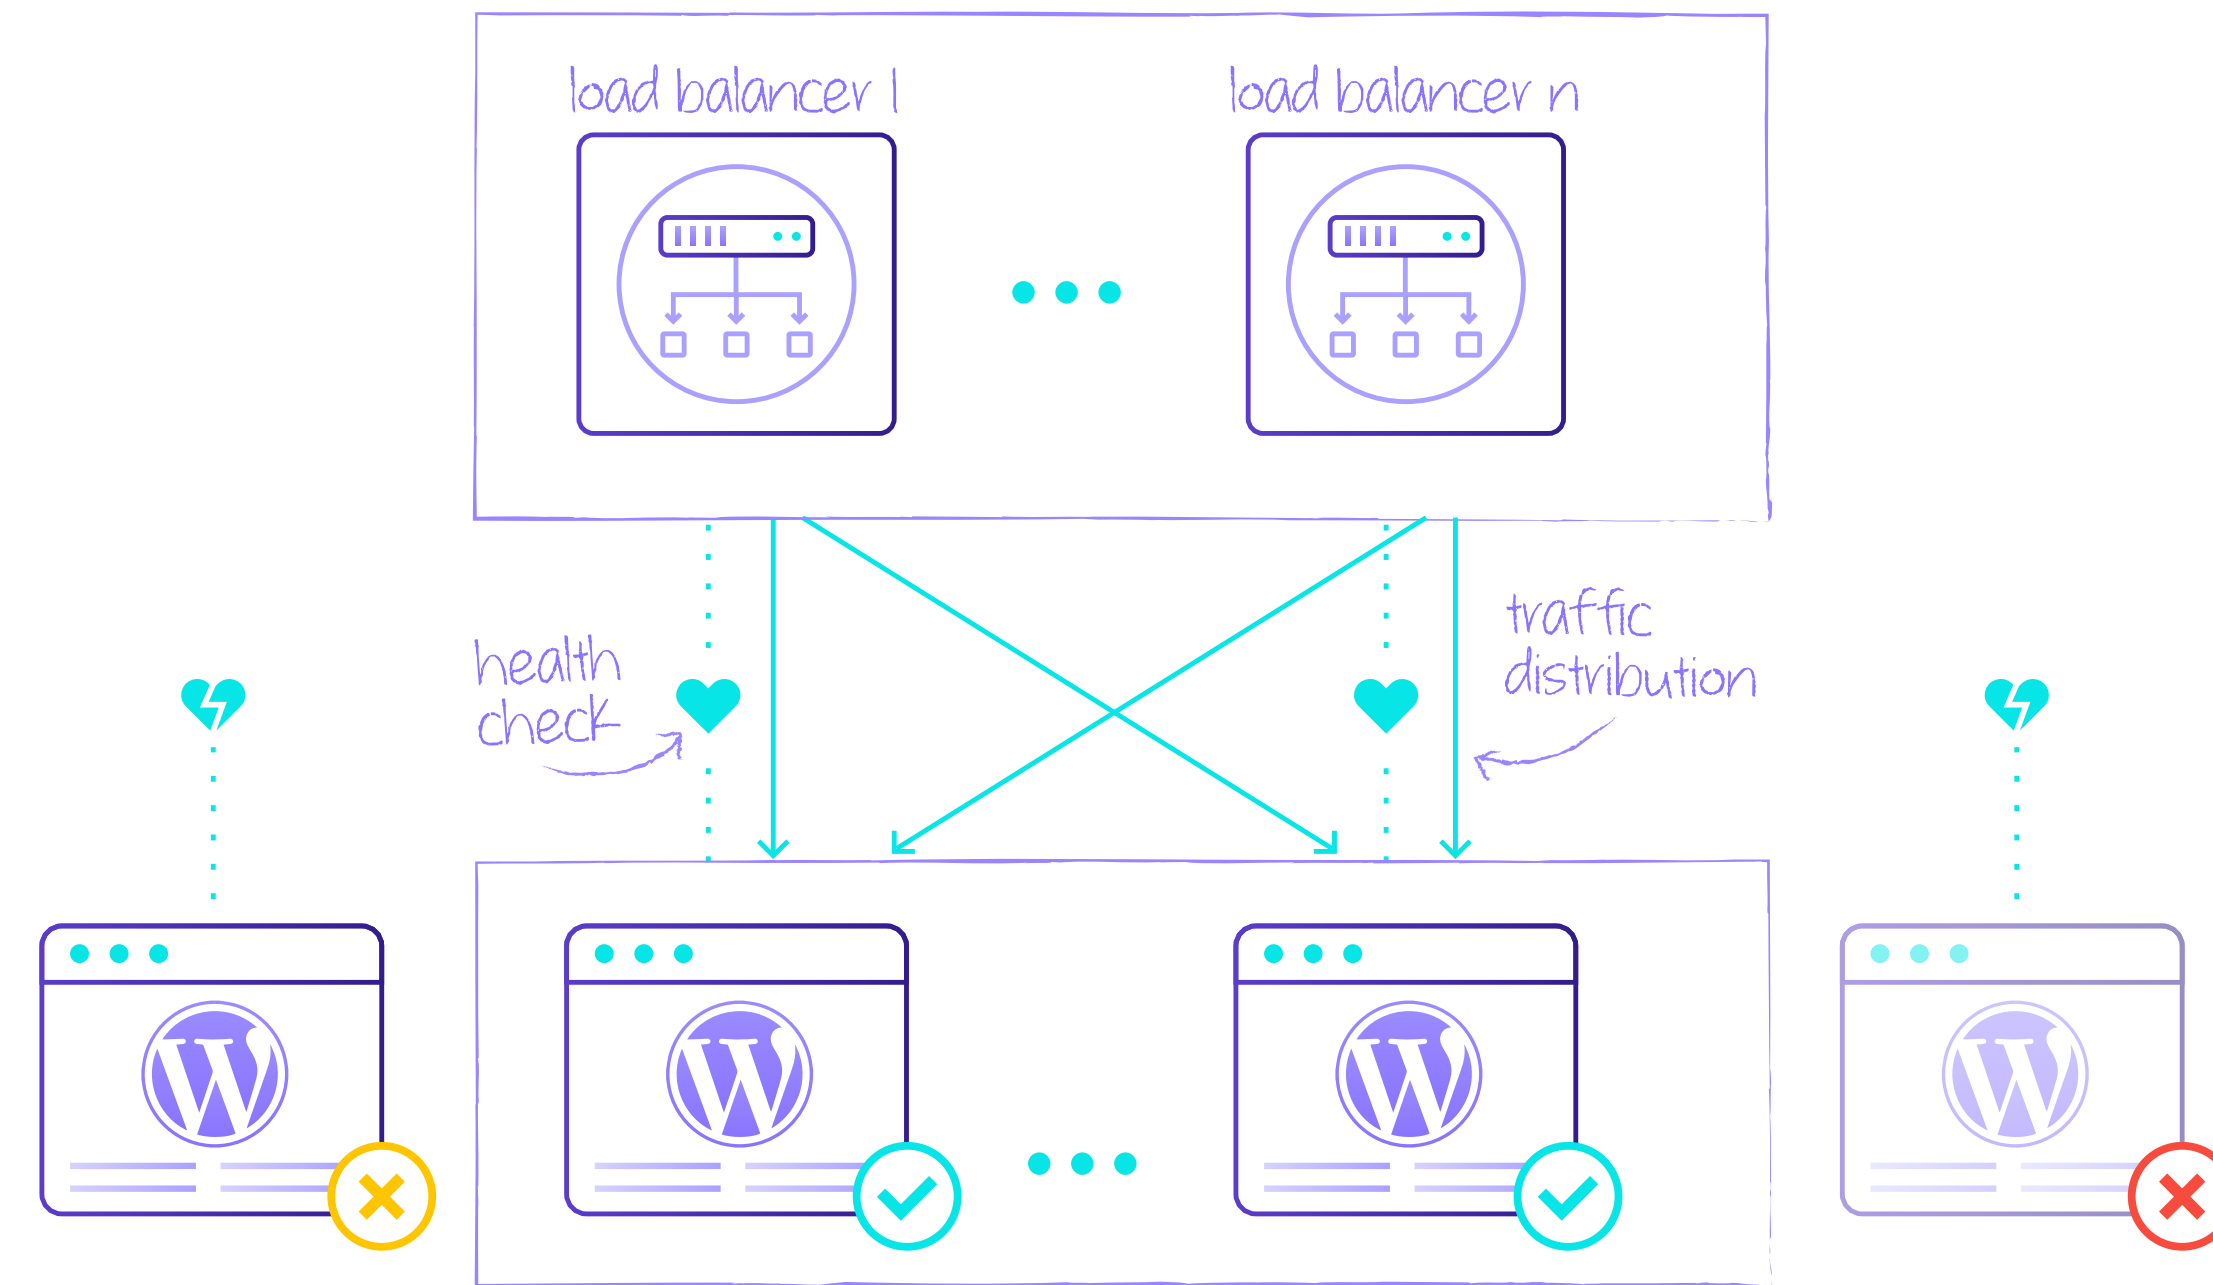 load balancer 1
load balancer n
health
check
traffic
distribution